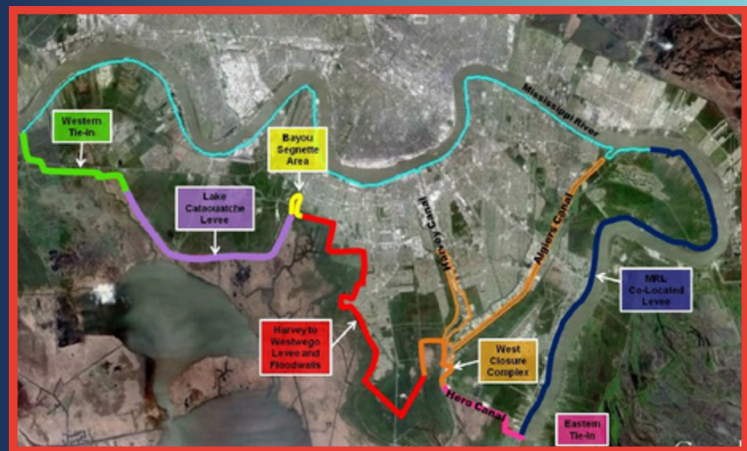 Mississippi River
Western
Tie-in
Bayou
Segnette
Area
Lake
Cataouatche
Levee
Harvey Canal
Algiers Canal
MRL
Co-Located
Levee
Harvey to
Westwego
Levee and
Floodwalls
West
Closure
Complex
Hero Canal
Eastern
Tie-in